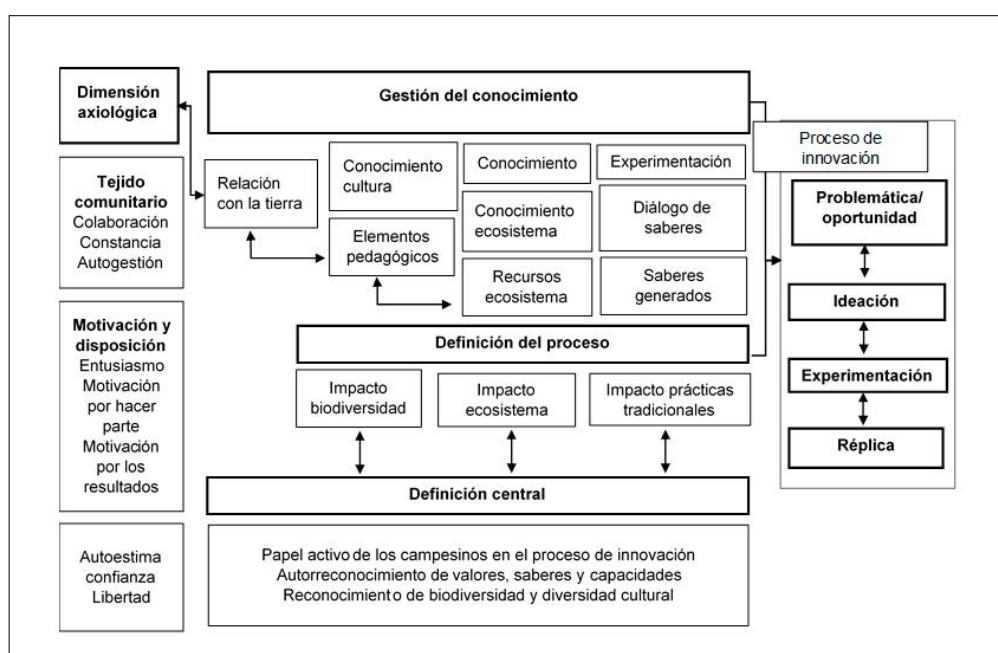 Dimensión
axiológica
Tejido
comunitario
Colaboración
Constancia
Autogestión
Motivación y
disposición
Entusiasmo
Motivación
por hacer
parte
Motivación
por los
resultados
Autoestima
confianza
Libertad
Gestión del conocimiento
Relación
con la tierra
Conocimiento
cultura
Elementos
pedagógicos
Conocimiento
Conocimiento
ecosistema
Recursos
ecosistema
Experimentación
Diálogo de
saberes
Saberes
generados
Definición del proceso
Impacto
biodiversidad
Impacto
ecosistema
Impacto prácticas
tradicionales
Definición central
Papel activo de los campesinos en el proceso de innovación
Autorreconocimiento de valores, saberes y capacidades
Reconocimiento de biodiversidad y diversidad cultural
Proceso de
innovación
Problemática/
oportunidad
Ideación
Experimentación
Réplica